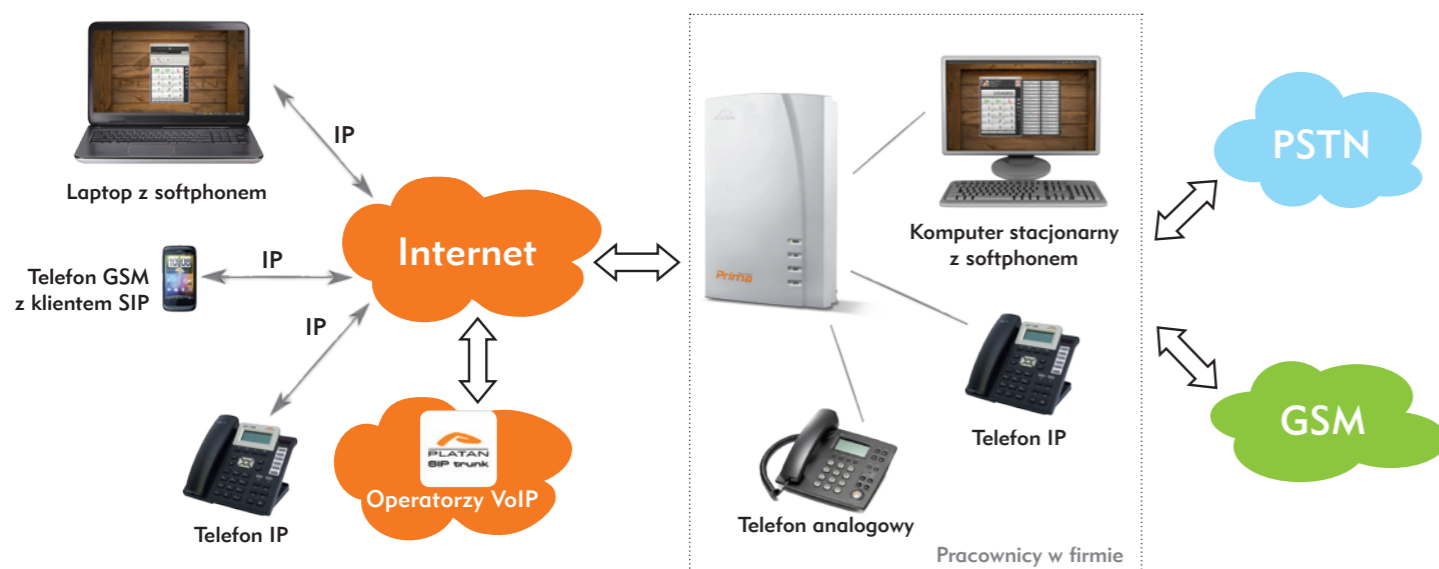 IP
Laptop z softphonem
Telefon GSM
z klientem SIP
IP
Internet
IP
Telefon IP
PLATAN
SIP trunk
Operatorzy VoIP
Prima
Komputer stacjonarny
z softphonem
Telefon IP
Telefon analogowy
Pracownicy w firmie
PSTN
GSM